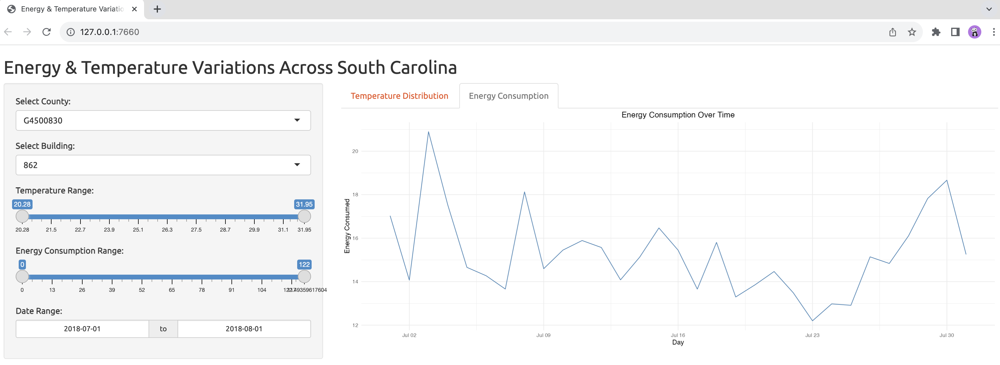 Energy & Temperature Variatio
127.0.0.1:7660
Energy & Temperature Variations Across South Carolina
Select County:
G4500830
Select Building:
862
Temperature Range:
20.28 31.95
20.28 21.5 22.7 23.9 25.1 26.3 27.5 28.7 29.9 31.1 31.95
Energy Consumption Range:
0 122
0 13 26 39 52 65 78 91 104
Date Range:
2018-07-01 to 2018-08-01
Temperature Distribution Energy Consumption
Energy Consumption Over Time
Energy Consumed
20
18
16
14
12
Jul 02 Jul 09 Jul 16 Jul 23 Jul 30
Day